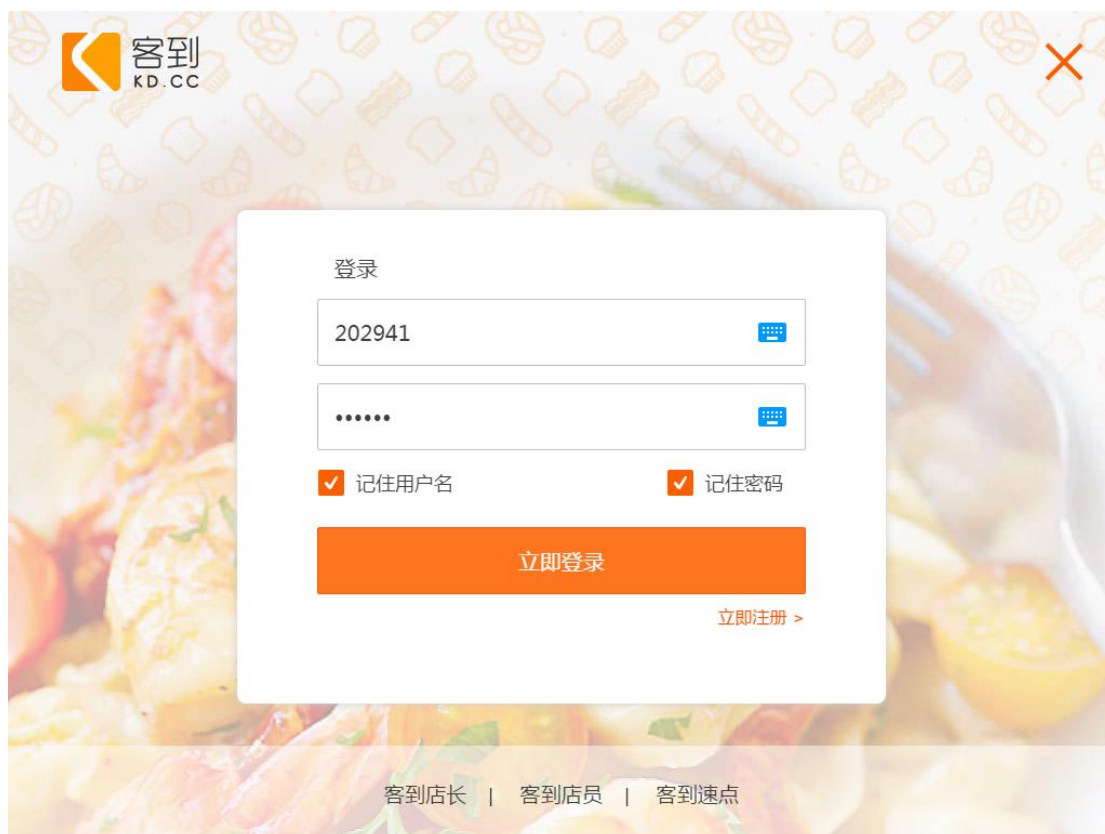 客到
KD.CC
登录
202941
••••••
记住用户名 记住密码
立即登录
立即注册 >
客到店长 | 客到店员 | 客到速点